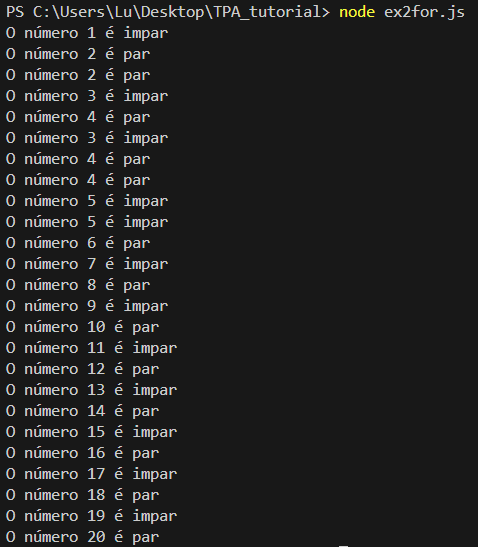 PS C:\Users\Lu\Desktop\TPA_tutorial> node ex2for.js
O número 1 é impar
O número 2 é par
O número 2 é par
O número 3 é impar
O número 4 é par
O número 3 é impar
O número 4 é par
O número 4 é par
O número 5 é impar
O número 5 é impar
O número 6 é par
O número 7 é impar
O número 8 é par
O número 9 é impar
O número 10 é par
O número 11 é impar
O número 12 é par
O número 13 é impar
O número 14 é par
O número 15 é impar
O número 16 é par
O número 17 é impar
O número 18 é par
O número 19 é impar
O número 20 é par